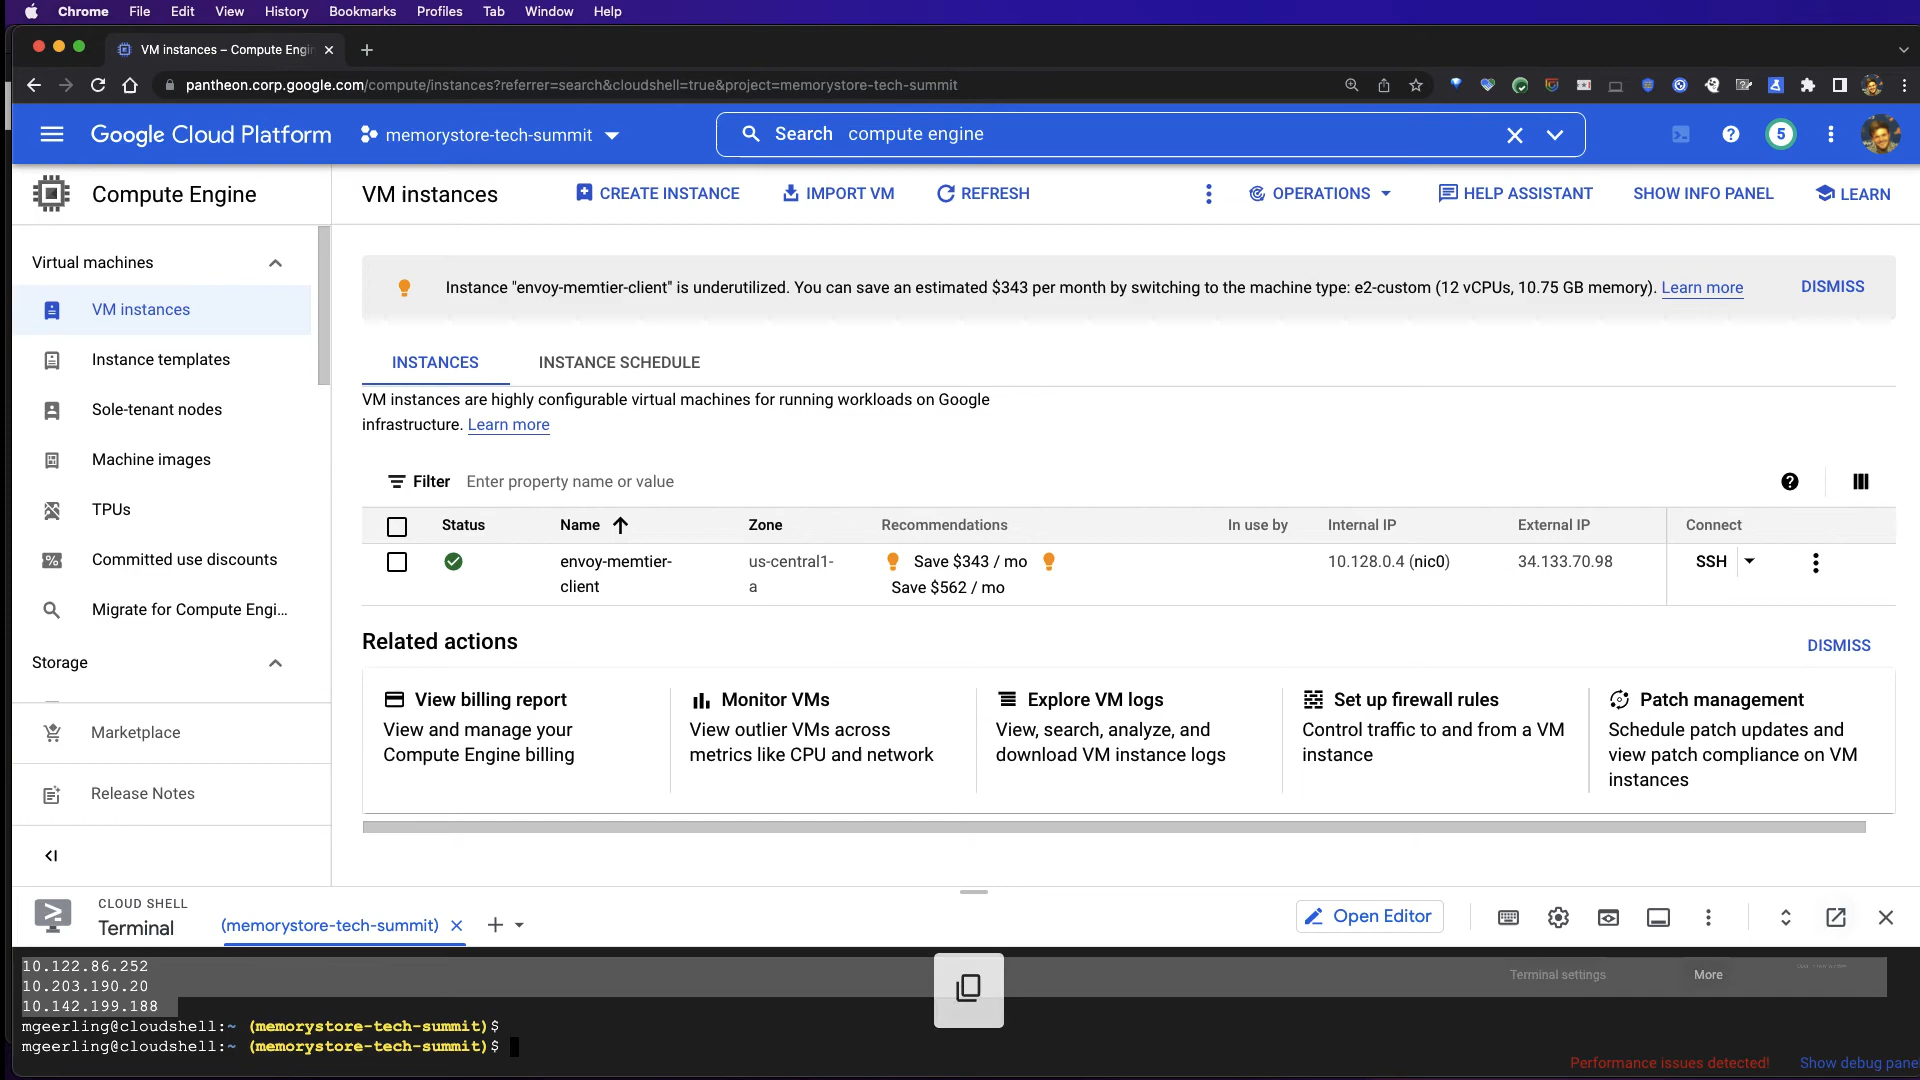 Chrome File Edit View History Bookmarks Profiles Tab Window Help
VM instances – Compute Engin
pantheon.corp.google.com/compute/instances?referrer=search&cloudshell=true&project=memorystore-tech-summit
Google Cloud Platform memorystore-tech-summit Search compute engine 5
Compute Engine
VM instances CREATE INSTANCE IMPORT VM REFRESH OPERATIONS HELP ASSISTANT SHOW INFO PANEL LEARN
Virtual machines
VM instances
Instance templates
Sole-tenant nodes
Machine images
TPUs
Committed use discounts
Migrate for Compute Engi...
Storage
Marketplace
Release Notes
Instance "envoy-memtier-client" is underutilized. You can save an estimated $343 per month by switching to the machine type: e2-custom (12 vCPUs, 10.75 GB memory). Learn more DISMISS
INSTANCES INSTANCE SCHEDULE
VM instances are highly configurable virtual machines for running workloads on Google
infrastructure. Learn more
Filter Enter property name or value
Status Name Zone Recommendations In use by Internal IP External IP Connect
envoy-memtier- us-central1- Save $343 / mo 10.128.0.4 (nic0) 34.133.70.98 SSH
client a Save $562 / mo
Related actions DISMISS
View billing report
View and manage your
Compute Engine billing
Monitor VMs
View outlier VMs across
metrics like CPU and network
Explore VM logs
View, search, analyze, and
download VM instance logs
Set up firewall rules
Control traffic to and from a VM
instance
Patch management
Schedule patch updates and
view patch compliance on VM
instances
CLOUD SHELL
Terminal (memorystore-tech-summit) Open Editor
10.122.86.252
10.203.190.20
10.142.199.188
Terminal settings More
mgeerling@cloudshell:~ (memorystore-tech-summit)$
mgeerling@cloudshell:~ (memorystore-tech-summit)$
Performance issues detected! Show debug pane